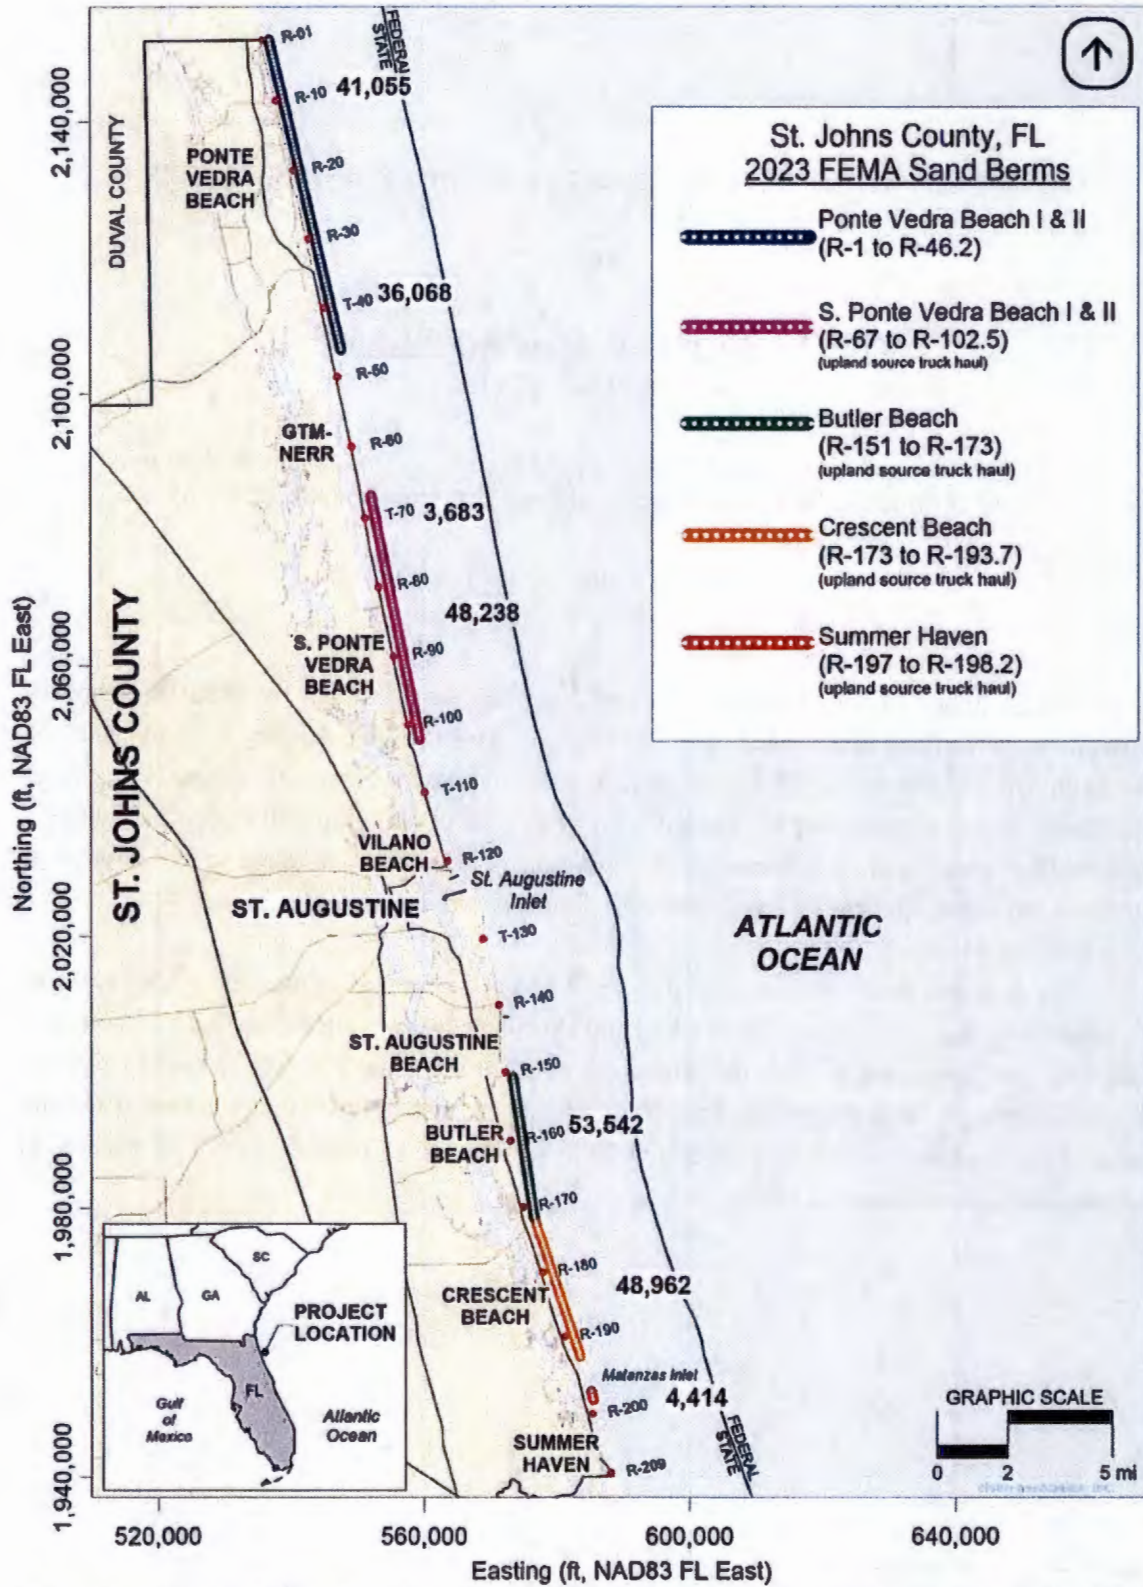 R-01
FEDERAL
STATE
R-10
41,055
2,140,000
DUVAL COUNTY
PONTE
VEDRA
BEACH
R-20
R-30
T-40
36,068
2,100,000
R-50
GTM-
NERR
R-60
T-70
3,683
R-80
48,238
Northing (ft, NAD83 FL East)
ST. JOHNS COUNTY
2,060,000
S. PONTE
VEDRA
BEACH
R-90
R-100
T-110
VILANO
BEACH
R-120
St. Augustine
Inlet
ST. AUGUSTINE
2,020,000
T-130
ATLANTIC
OCEAN
R-140
ST. AUGUSTINE
BEACH
R-150
BUTLER
BEACH
R-160
53,542
1,980,000
R-170
R-180
CRESCENT
BEACH
48,962
R-190
Matanzas Inlet
4,414
R-200
SUMMER
HAVEN
R-209
FEDERAL
STATE
1,940,000
520,000
560,000
600,000
640,000
Easting (ft, NAD83 FL East)
St. Johns County, FL
2023 FEMA Sand Berms
Ponte Vedra Beach I & II
(R-1 to R-46.2)
S. Ponte Vedra Beach I & II
(R-67 to R-102.5)
(upland source truck haul)
Butler Beach
(R-151 to R-173)
(upland source truck haul)
Crescent Beach
(R-173 to R-193.7)
(upland source truck haul)
Summer Haven
(R-197 to R-198.2)
(upland source truck haul)
SC
AL
GA
PROJECT
LOCATION
FL
Gulf
of
Mexico
Atlantic
Ocean
GRAPHIC SCALE
0 2 5 mi